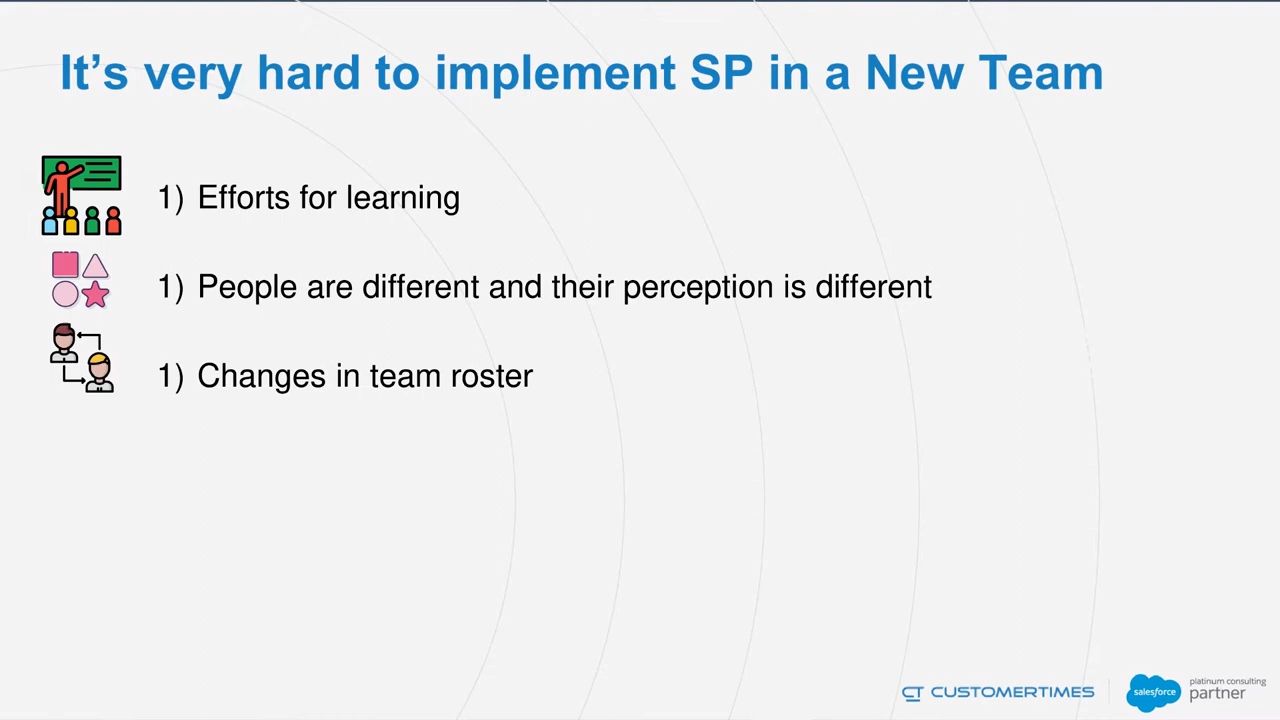 It's very hard to implement SP in a New Team
1) Efforts for learning
1) People are different and their perception is different
1) Changes in team roster
CT CUSTOMERTIMES
salesforce
platinum consulting
partner